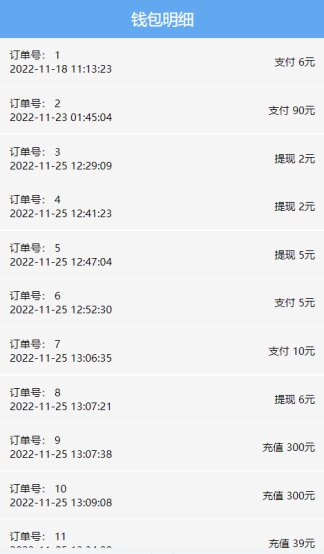 钱包明细
订单号： 1
2022-11-18 11:13:23
支付 6元
订单号： 2
2022-11-23 01:45:04
支付 90元
订单号： 3
2022-11-25 12:29:09
提现 2元
订单号： 4
2022-11-25 12:41:23
提现 2元
订单号： 5
2022-11-25 12:47:04
提现 5元
订单号： 6
2022-11-25 12:52:30
支付 5元
订单号： 7
2022-11-25 13:06:35
支付 10元
订单号： 8
2022-11-25 13:07:21
提现 6元
订单号： 9
2022-11-25 13:07:38
充值 300元
订单号： 10
2022-11-25 13:09:08
充值 300元
订单号： 11
充值 39元